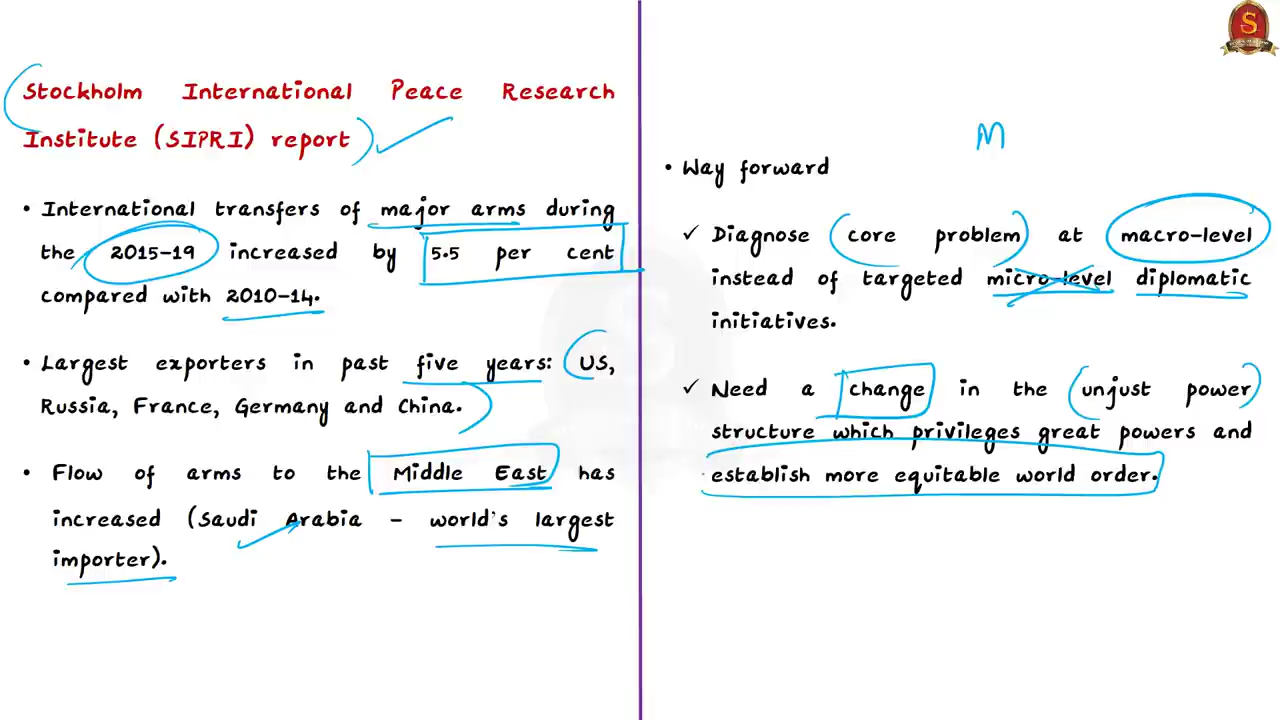 Stockholm International Peace Research
Institute (SIPRI) report
• International transfers of major arms during
the 2015-19 increased by 5.5 per cent
compared with 2010-14.
• Largest exporters in past five years: US,
Russia, France, Germany and China.
• Flow of arms to the Middle East has
increased (Saudi Arabia - world's largest
importer).
M
• Way forward
✓ Diagnose core problem at macro-level
instead of targeted micro-level diplomatic
initiatives.
✓ Need a change in the unjust power
structure which privileges great powers and
establish more equitable world order.
S